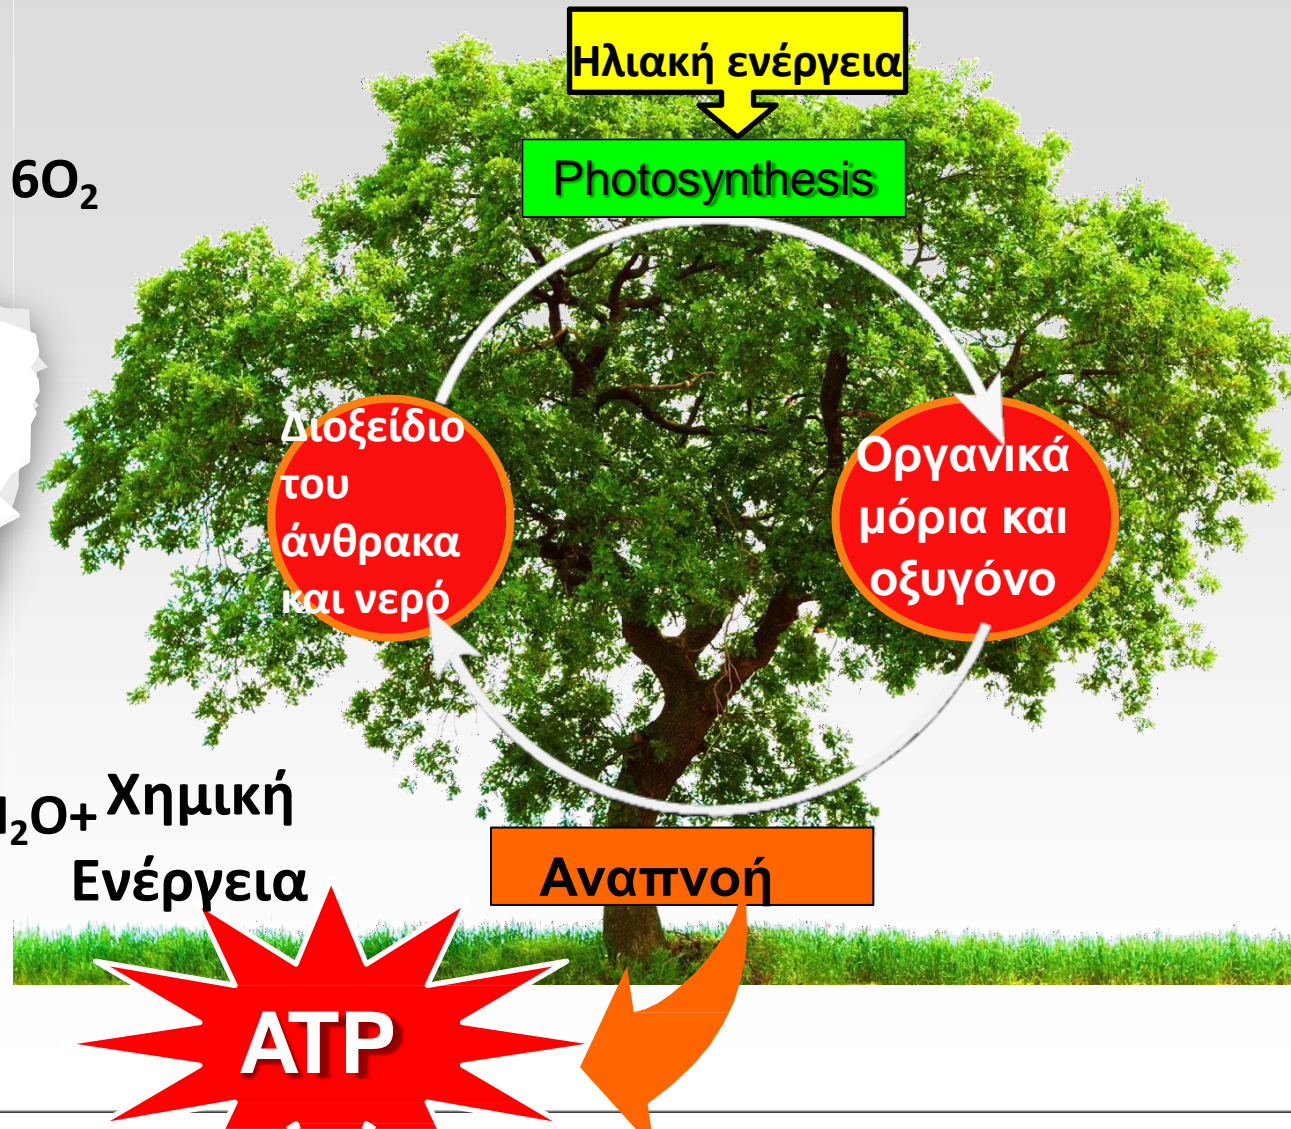 Ηλιακή ενέργεια
Photosynthesis
6O₂
Διοξείδιο
του
άνθρακα
και νερό
Οργανικά
μόρια και
οξυγόνο
₂O+ Χημική
Ενέργεια
Αναπνοή
ATP